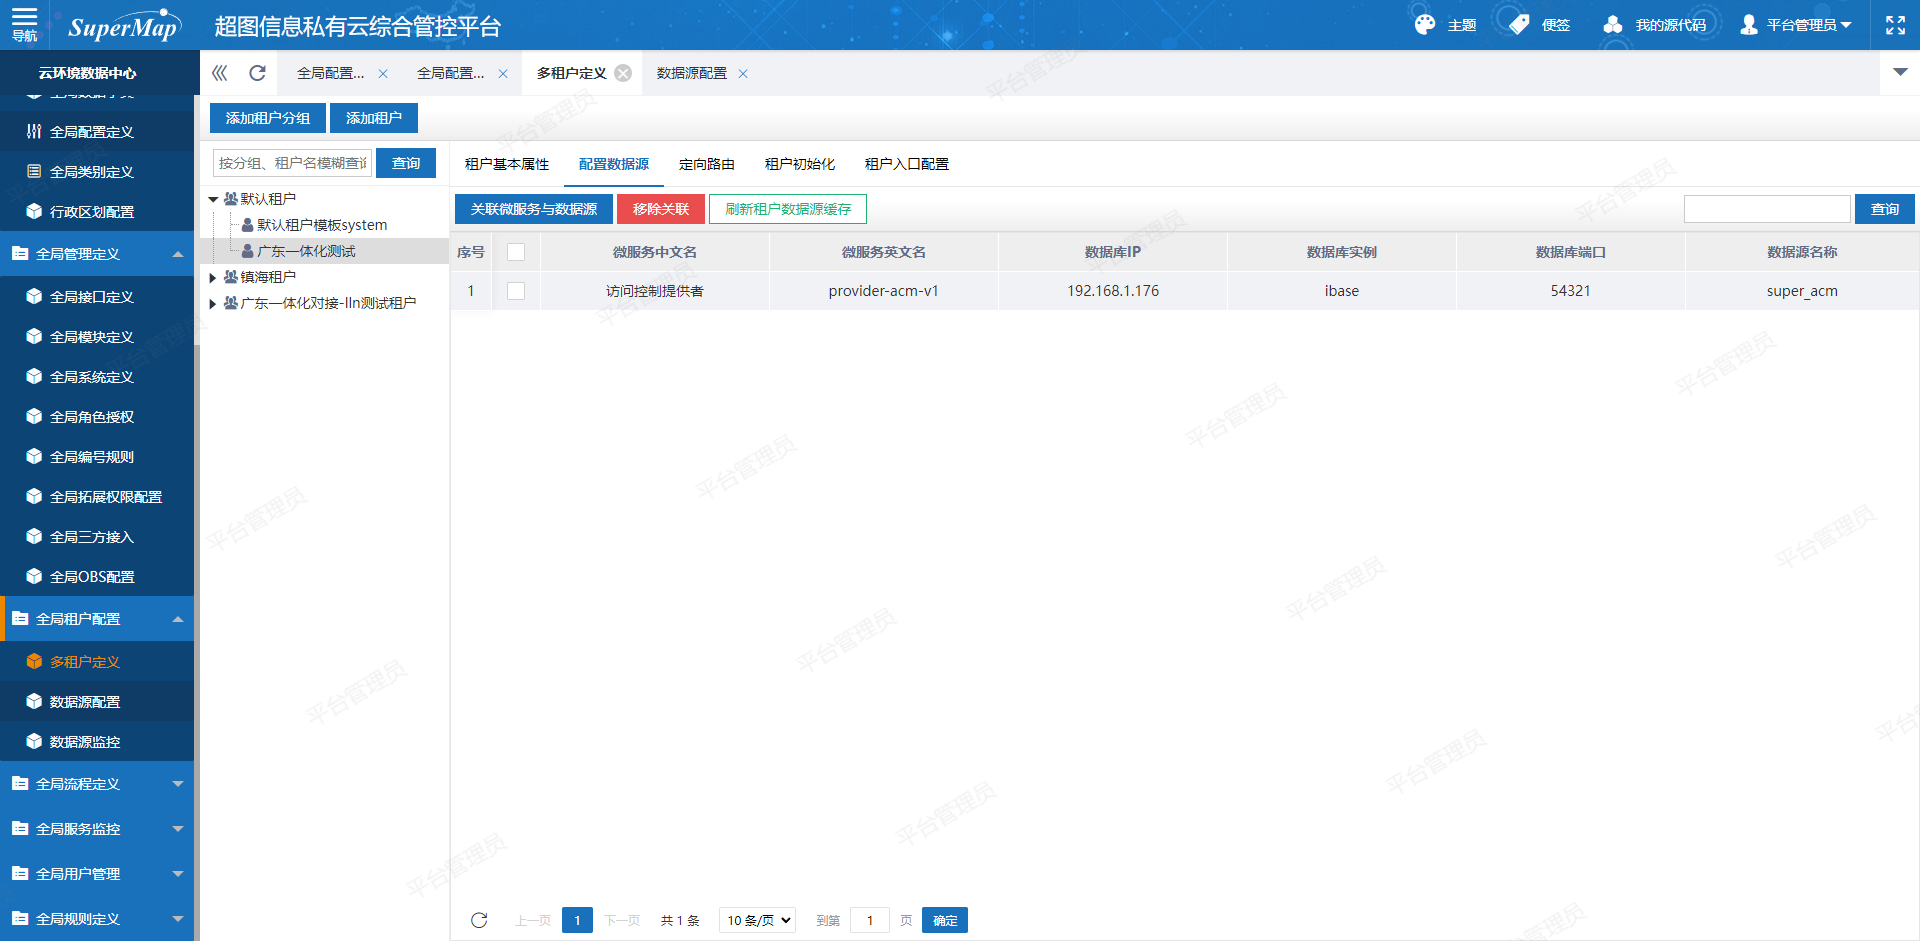 导航
SuperMap
超图信息私有云综合管控平台
主题
便签
我的源代码
平台管理员
云环境数据中心
全局配置...
全局配置...
多租户定义
数据源配置
全局配置定义
全局类别定义
行政区划配置
全局管理定义
全局接口定义
全局模块定义
全局系统定义
全局角色授权
全局编号规则
全局拓展权限配置
全局三方接入
全局OBS配置
全局租户配置
多租户定义
数据源配置
数据源监控
全局流程定义
全局服务监控
全局用户管理
全局规则定义
添加租户分组
添加租户
按分组、租户名模糊查询
查询
默认租户
默认租户模板system
广东一体化测试
镇海租户
广东一体化对接-lln测试租户
租户基本属性
配置数据源
定向路由
租户初始化
租户入口配置
关联微服务与数据源
移除关联
刷新租户数据源缓存
查询
序号 微服务中文名 微服务英文名 数据库IP 数据库实例 数据库端口 数据源名称
1 访问控制提供者 provider-acm-v1 192.168.1.176 ibase 54321 super_acm
上一页 1 下一页 共 1 条 10 条/页 到第 1 页 确定
平台管理员